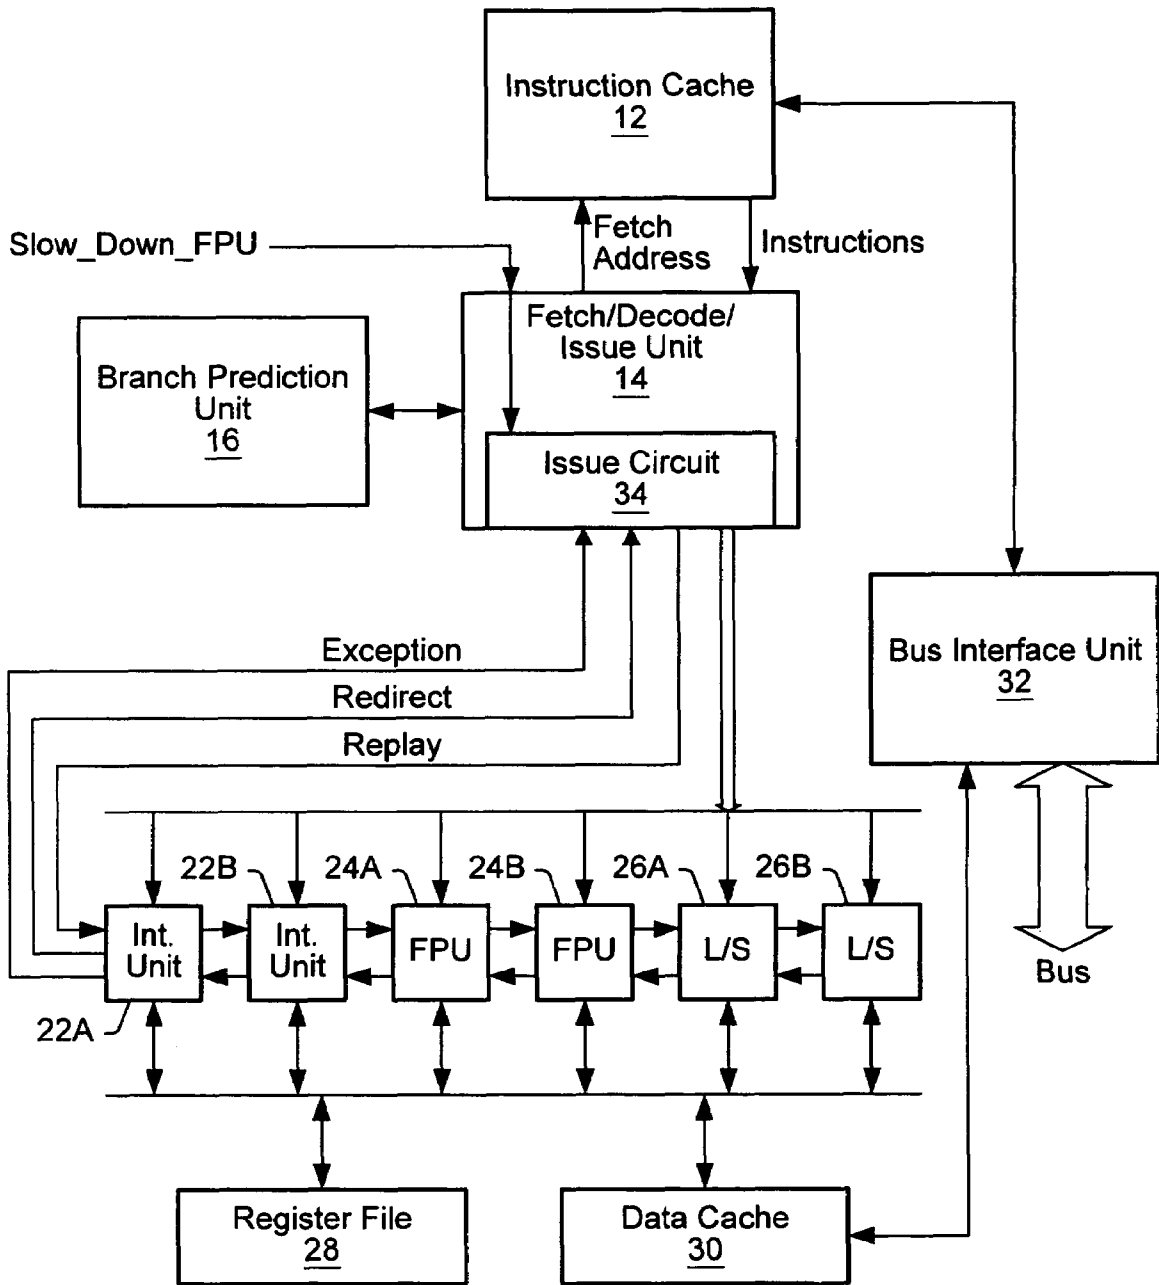 Instruction Cache
12
Slow_Down_FPU
Fetch
Address
Instructions
Fetch/Decode/
Issue Unit
14
Branch Prediction
Unit
16
Issue Circuit
34
Bus Interface Unit
32
Exception
Redirect
Replay
22B
24A
24B
26A
26B
Int.
Unit
Int.
Unit
FPU
FPU
L/S
L/S
22A
Bus
Register File
28
Data Cache
30